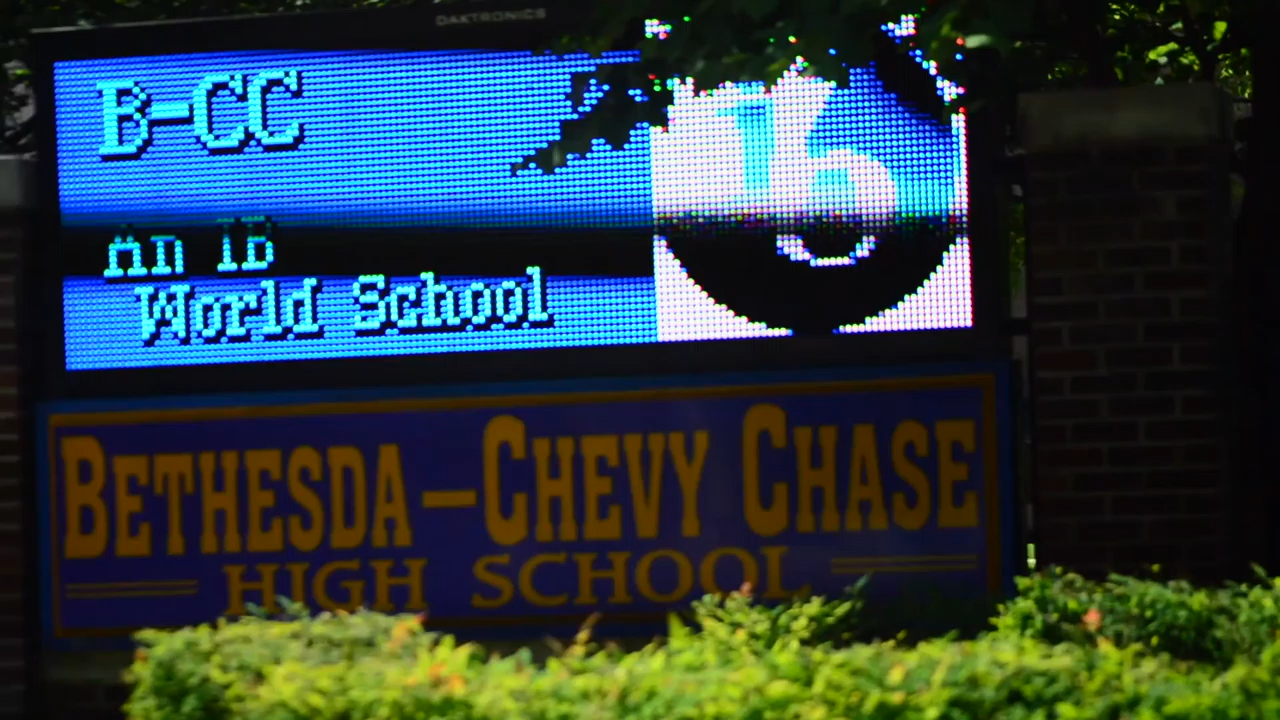 DAKTRONICS
B-CC
An IB
World School
BETHESDA-CHEVY CHASE
HIGH SCHOOL